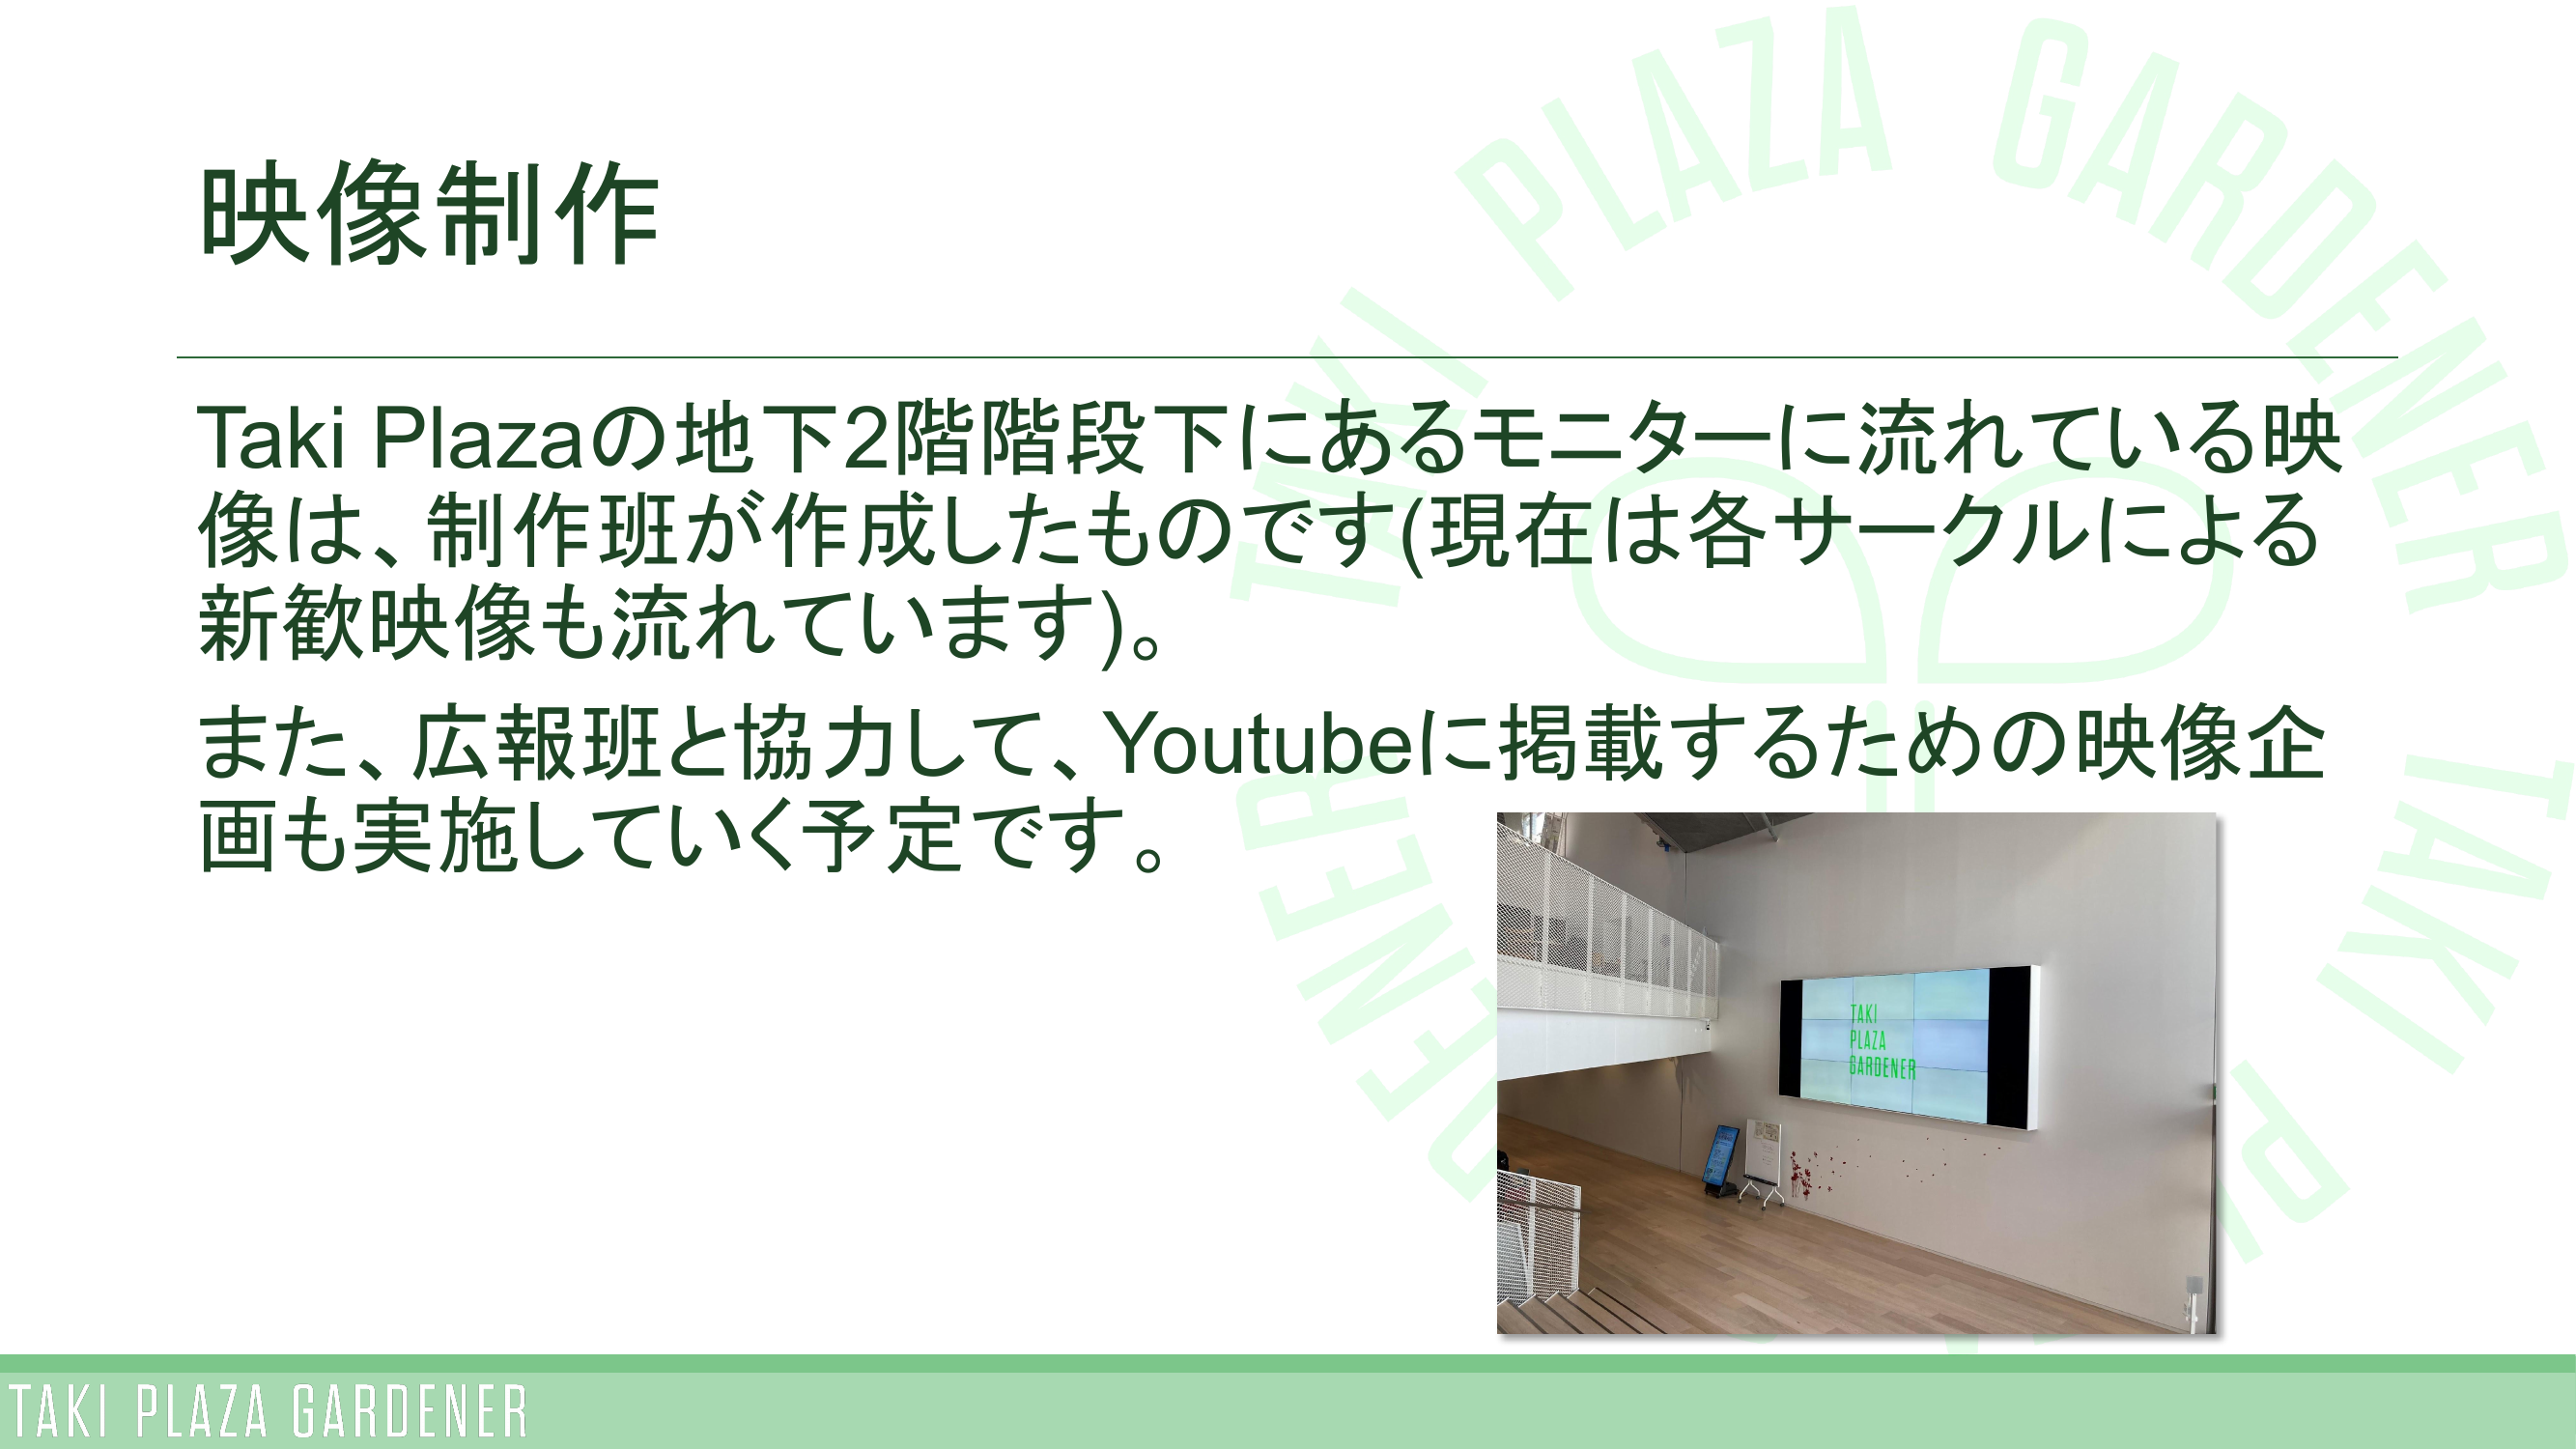 映像制作
Taki Plazaの地下2階階段下にあるモニターに流れている映
像は、制作班が作成したものです(現在は各サークルによる
新歓映像も流れています)。
また、広報班と協力して、Youtubeに掲載するための映像企
画も実施していく予定です。
TAKI
PLAZA
GARDENER
TAKI PLAZA GARDENER
TAKI PLAZA GARDENER